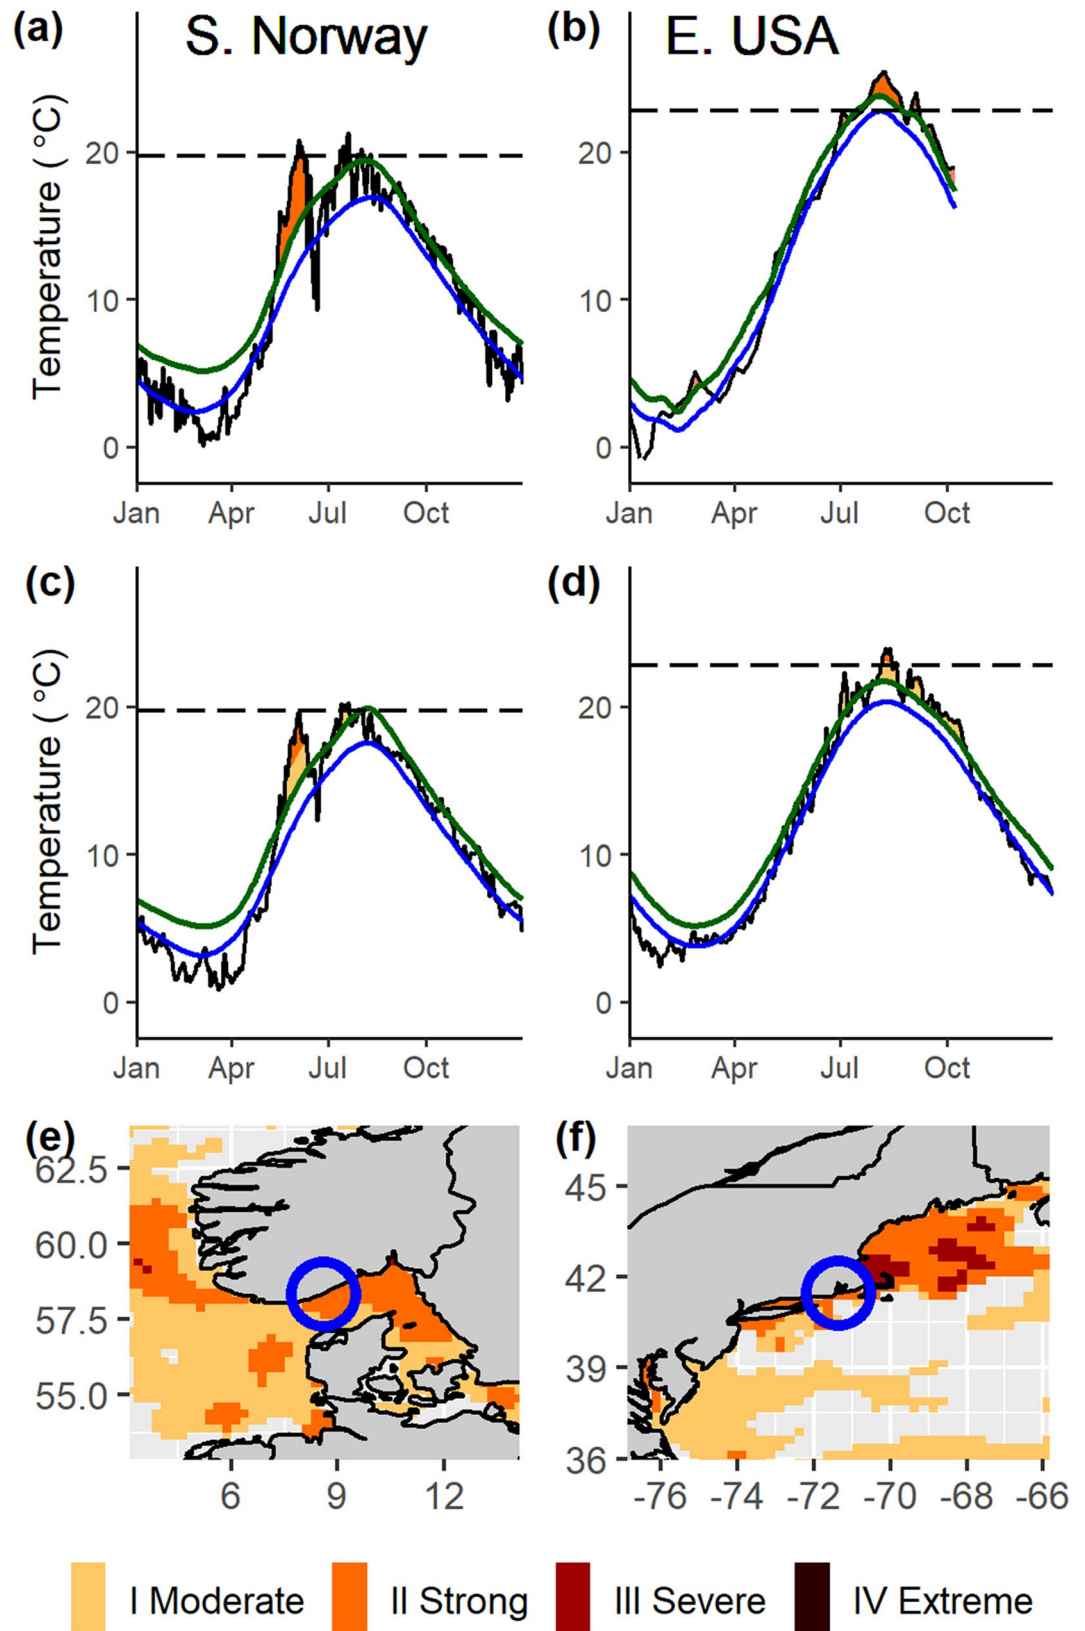 (a) S. Norway
(b) E. USA
Temperature ( °C)
20
10
0
Jan Apr Jul Oct
20
10
0
Jan Apr Jul Oct
(c)
(d)
Temperature ( °C)
20
10
0
Jan Apr Jul Oct
20
10
0
Jan Apr Jul Oct
(e)
62.5
60.0
57.5
55.0
6 9 12
(f)
45
42
39
36
-76 -74 -72 -70 -68 -66
I Moderate II Strong III Severe IV Extreme